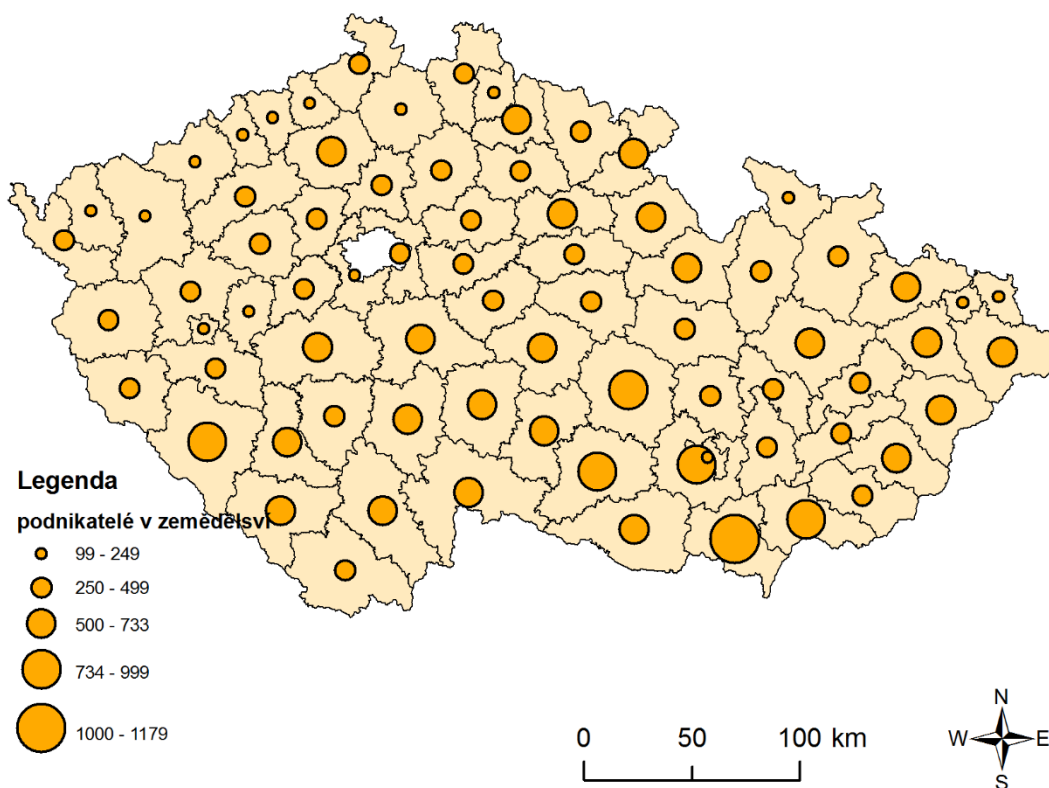 Legenda
podnikatelé v zemědělsví
99 - 249
250 - 499
500 - 733
734 - 999
1000 - 1179
0 50 100 km
N
W E
S